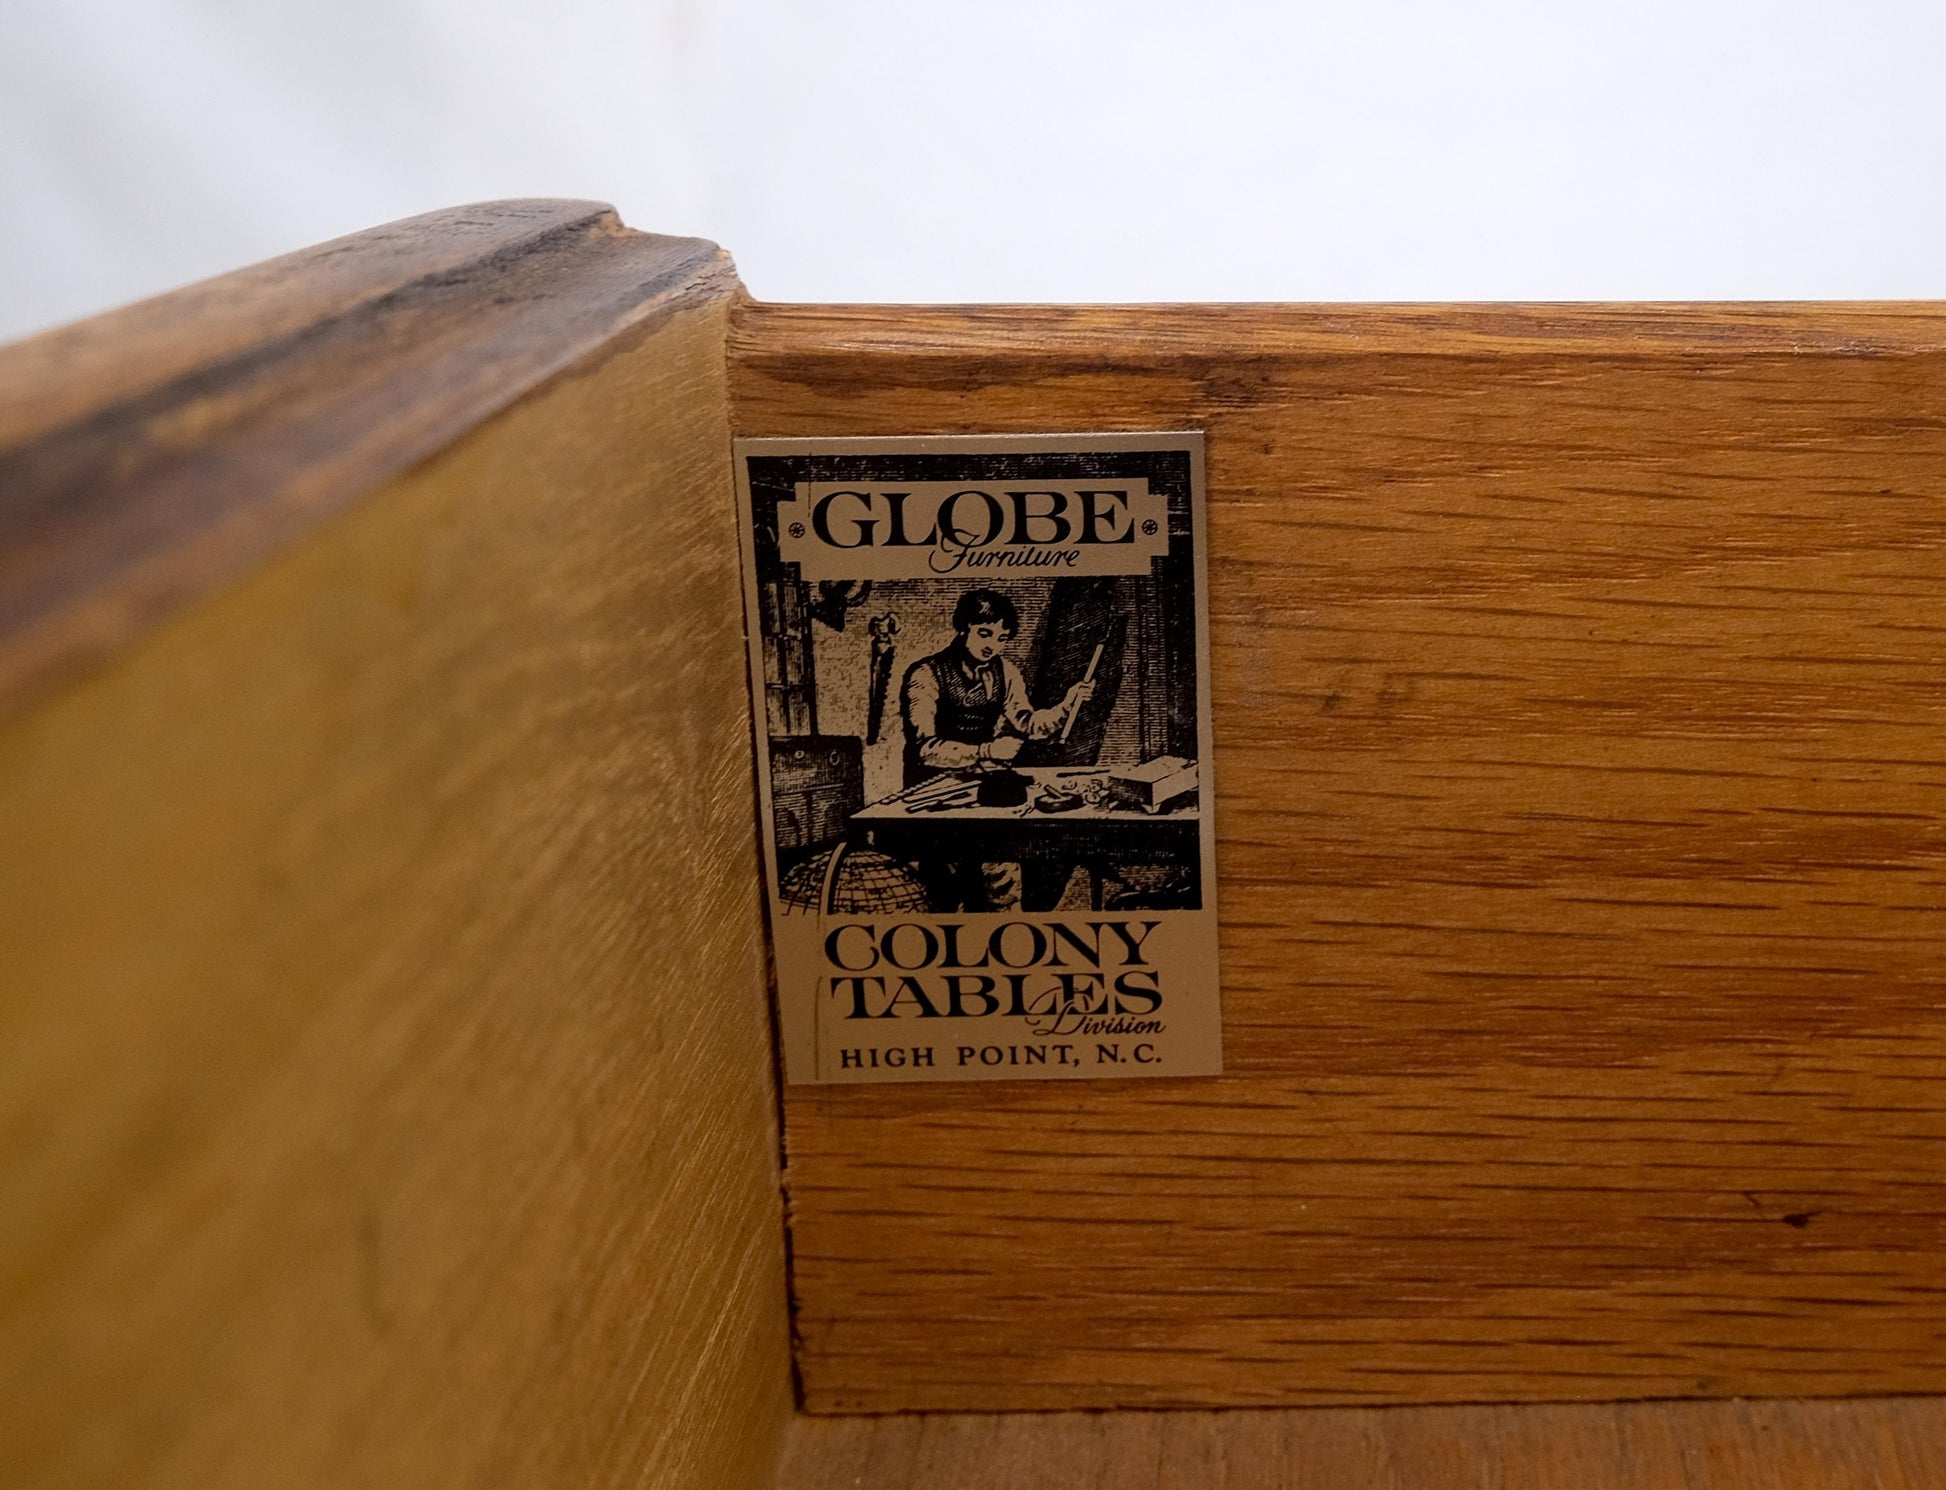 GLOBE
Furniture
COLONY
TABLES
Division
HIGH POINT, N.C.